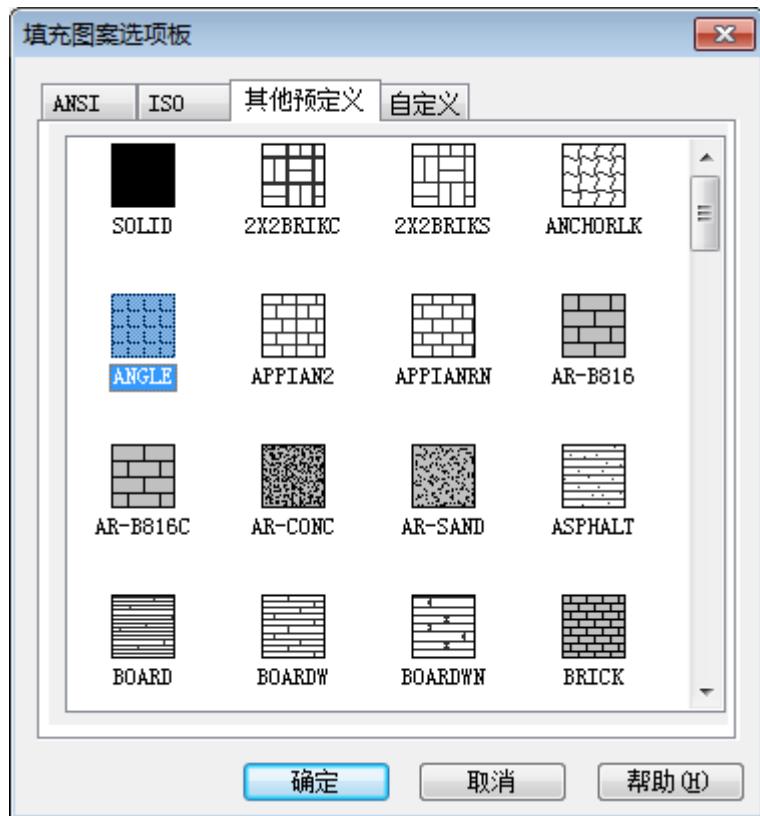 填充图案选项板
ANSI ISO 其他预定义 自定义
SOLID 2X2BRIKC 2X2BRIKS ANCHORLK
ANGLE APPIAN2 APPIANRN AR-B816
AR-B816C AR-CONC AR-SAND ASPHALT
BOARD BOARDW BOARDWN BRICK
确定 取消 帮助(H)